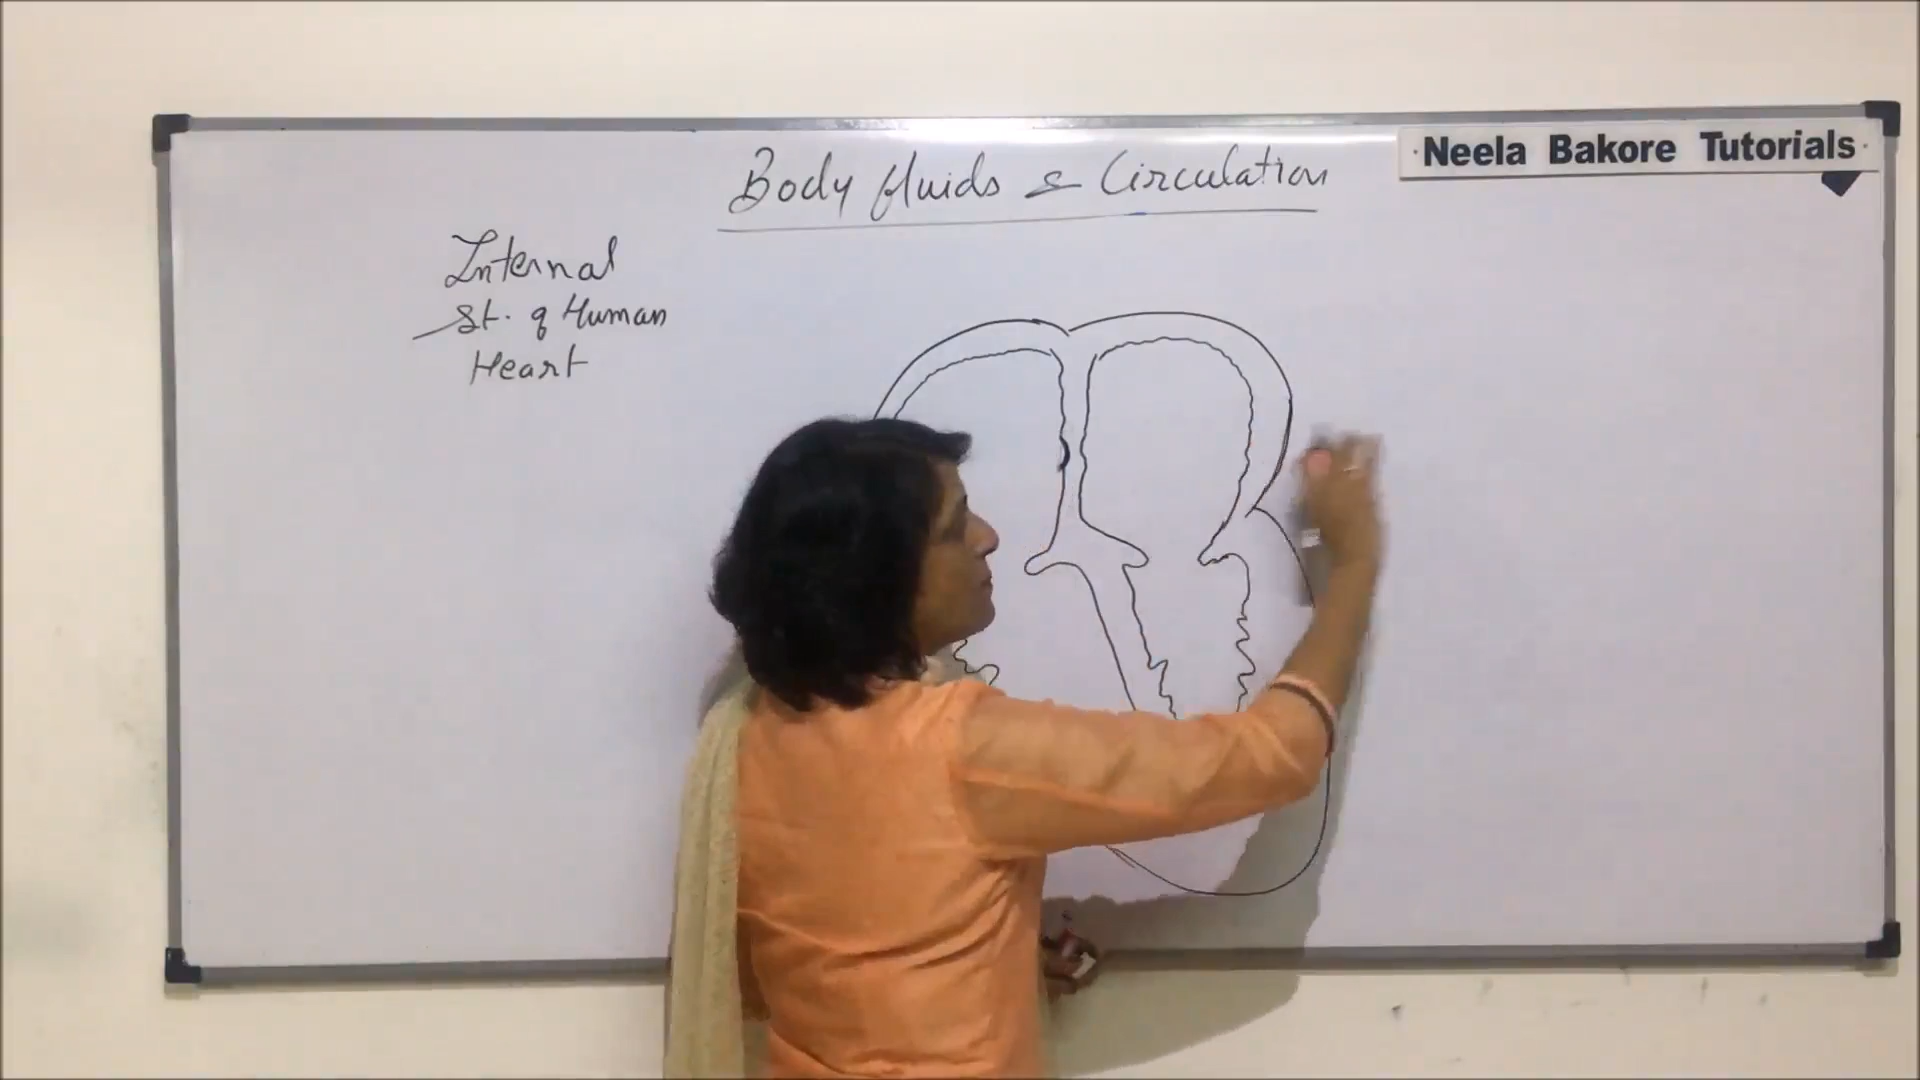 Neela Bakore Tutorials
Body fluids & Circulation
Internal
St. of Human
Heart